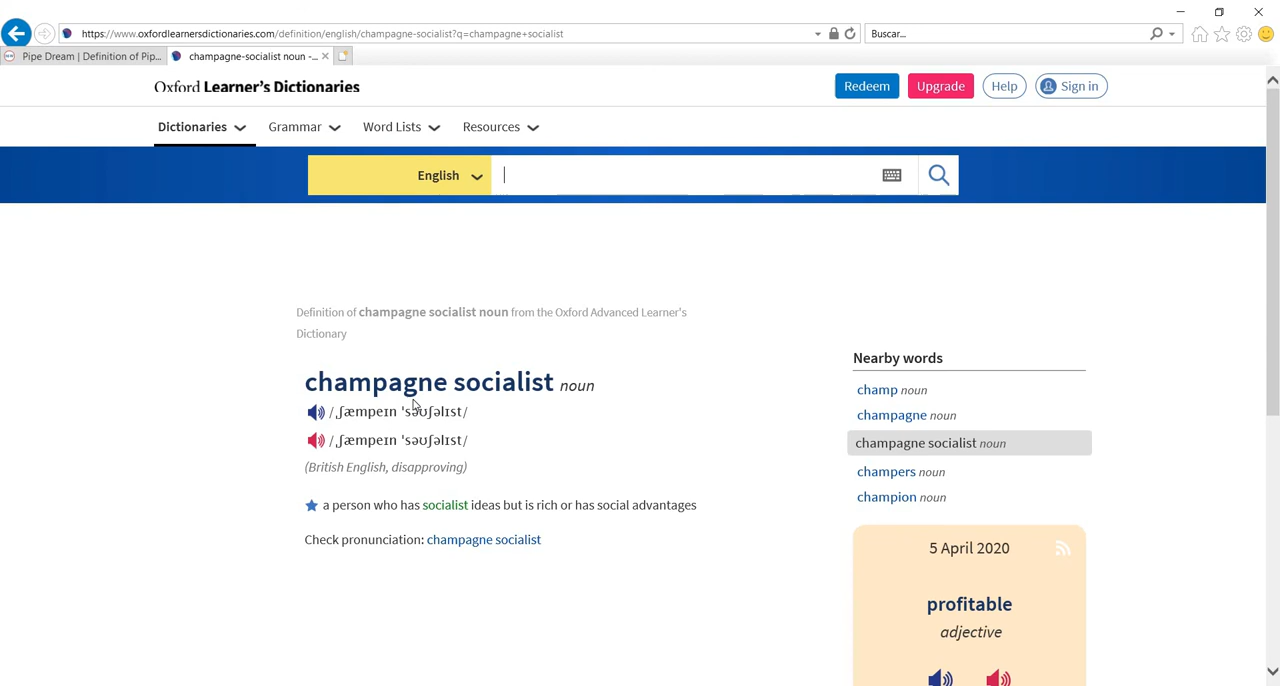 https://www.oxfordlearnersdictionaries.com/definition/english/champagne-socialist?q=champagne+socialist
Buscar...
Pipe Dream | Definition of Pip...
champagne-socialist noun -...
Oxford Learner's Dictionaries
Redeem
Upgrade
Help
Sign in
Dictionaries
Grammar
Word Lists
Resources
English
Definition of champagne socialist noun from the Oxford Advanced Learner's
Dictionary
champagne socialist noun
/ˌʃæmpeɪn ˈsəʊʃəlɪst/
/ˌʃæmpeɪn ˈsəʊʃəlɪst/
(British English, disapproving)
a person who has socialist ideas but is rich or has social advantages
Check pronunciation: champagne socialist
Nearby words
champ noun
champagne noun
champagne socialist noun
champers noun
champion noun
5 April 2020
profitable
adjective